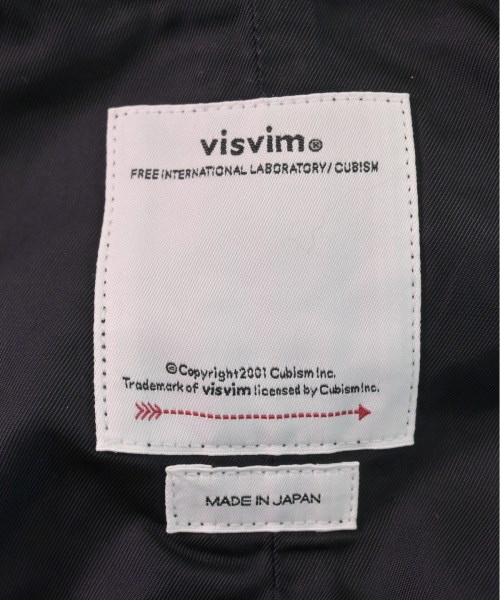 visvim®
FREE INTERNATIONAL LABORATORY/CUBISM
©Copyright2001 Cubism Inc.
Trademark of visvim licensed by Cubism Inc.
MADE IN JAPAN